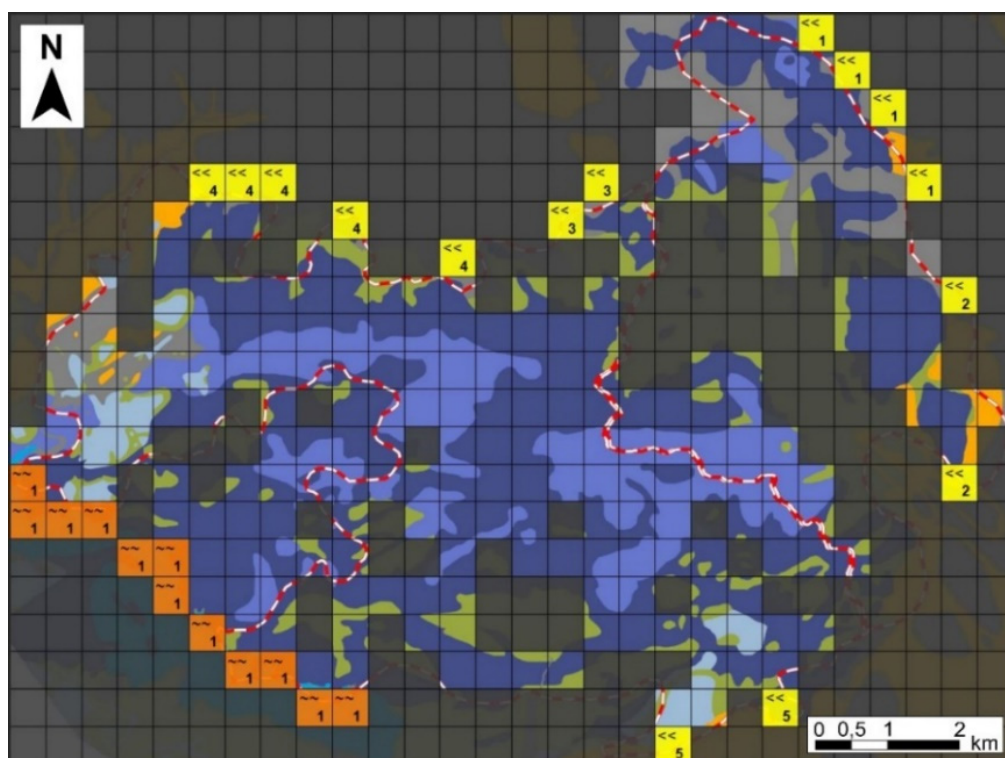 N
<<
1
<<
1
<<
1
<< << << << <<
4 4 4 3 1
<< <<
4 3
<<
4
<<
2
~~ <<
1 2
~~ ~~ ~~
1 1 1
~~ ~~
1 1
~~
1
~~
1
~~ ~~
1 1
~~ ~~ <<
1 1 5
<<
5
0 0,5 1 2
km